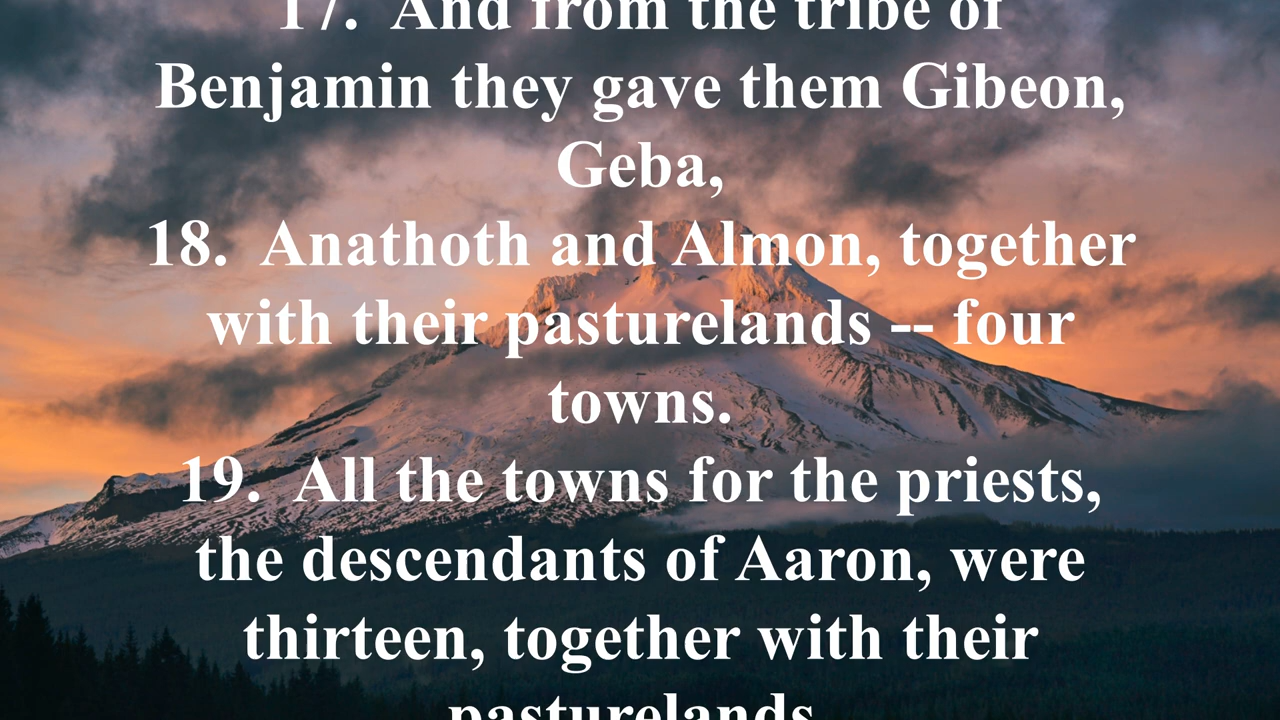 17.  And from the tribe of
Benjamin they gave them Gibeon,
Geba,
18.  Anathoth and Almon, together
with their pasturelands -- four
towns.
19.  All the towns for the priests,
the descendants of Aaron, were
thirteen, together with their
pasturelands.